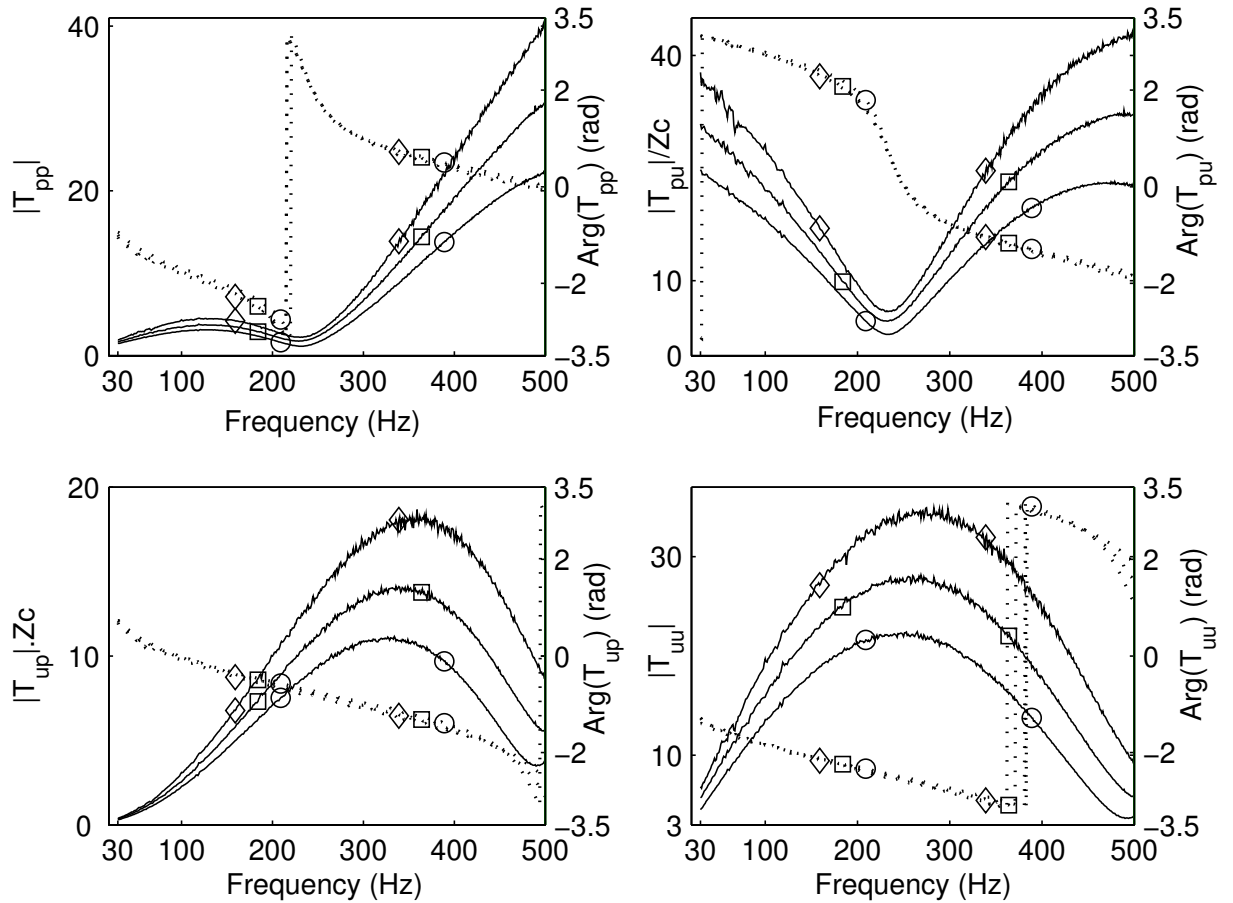 |T_pp|
40
20
0
3.5
2
0
−2
−3.5
Arg(T_pp) (rad)
30 100 200 300 400 500
Frequency (Hz)
|T_pu|/Zc
40
10
0
3.5
2
0
−2
−3.5
Arg(T_pu) (rad)
30 100 200 300 400 500
Frequency (Hz)
|T_up|.Zc
20
10
0
3.5
2
0
−2
−3.5
Arg(T_up) (rad)
30 100 200 300 400 500
Frequency (Hz)
|T_uu|
30
10
3
3.5
2
0
−2
−3.5
Arg(T_uu) (rad)
30 100 200 300 400 500
Frequency (Hz)